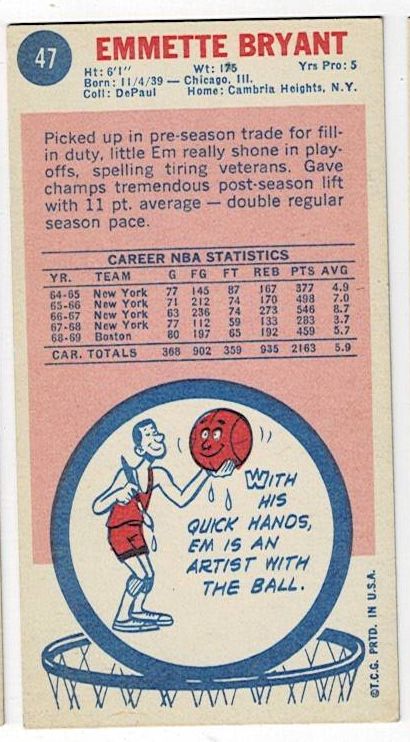 47
EMMETTE BRYANT
Ht: 6'1" Wt: 175 Yrs Pro: 5
Born: 11/4/39 — Chicago, Ill.
Coll: DePaul Home: Cambria Heights, N.Y.
Picked up in pre-season trade for fill-
in duty, little Em really shone in play-
offs, spelling tiring veterans. Gave
champs tremendous post-season lift
with 11 pt. average — double regular
season pace.
CAREER NBA STATISTICS
YR. TEAM G FG FT REB PTS AVG
64-65 New York 77 145 87 167 377 4.9
65-66 New York 71 212 74 170 498 7.0
66-67 New York 63 236 74 273 546 8.7
67-68 New York 77 112 59 133 283 3.7
68-69 Boston 80 197 65 192 459 5.7
CAR. TOTALS 368 902 359 935 2163 5.9
WITH
HIS
QUICK HANDS,
EM IS AN
ARTIST WITH
THE BALL.
©T.C.G. PRTD. IN U.S.A.